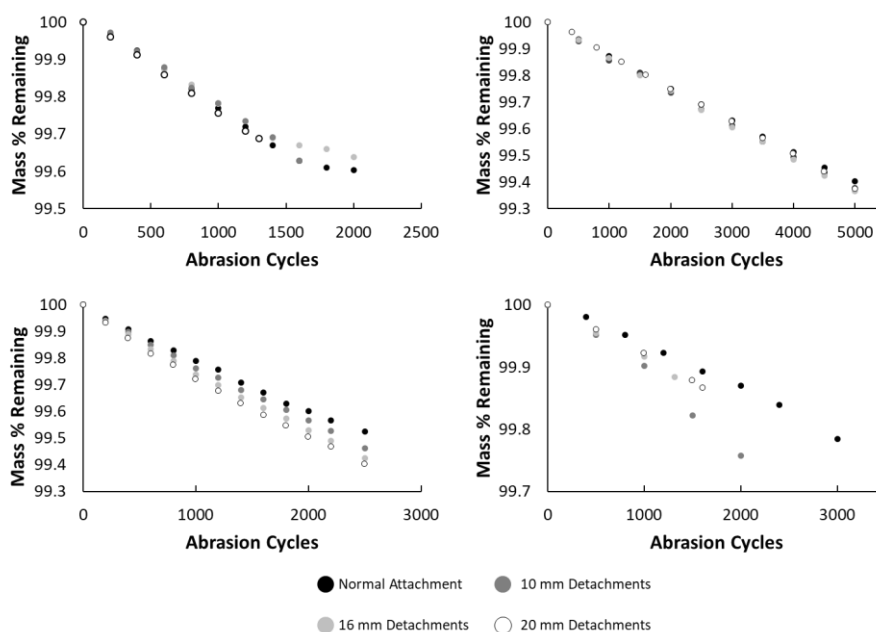 100
99.9
99.8
99.7
99.6
99.5
Mass % Remaining
0 500 1000 1500 2000 2500
Abrasion Cycles
100
99.9
99.8
99.7
99.6
99.5
99.4
99.3
Mass % Remaining
0 1000 2000 3000 4000 5000
Abrasion Cycles
100
99.9
99.8
99.7
99.6
99.5
99.4
99.3
Mass % Remaining
0 1000 2000 3000
Abrasion Cycles
100
99.9
99.8
99.7
Mass % Remaining
0 1000 2000 3000
Abrasion Cycles
Normal Attachment 10 mm Detachments
16 mm Detachments 20 mm Detachments